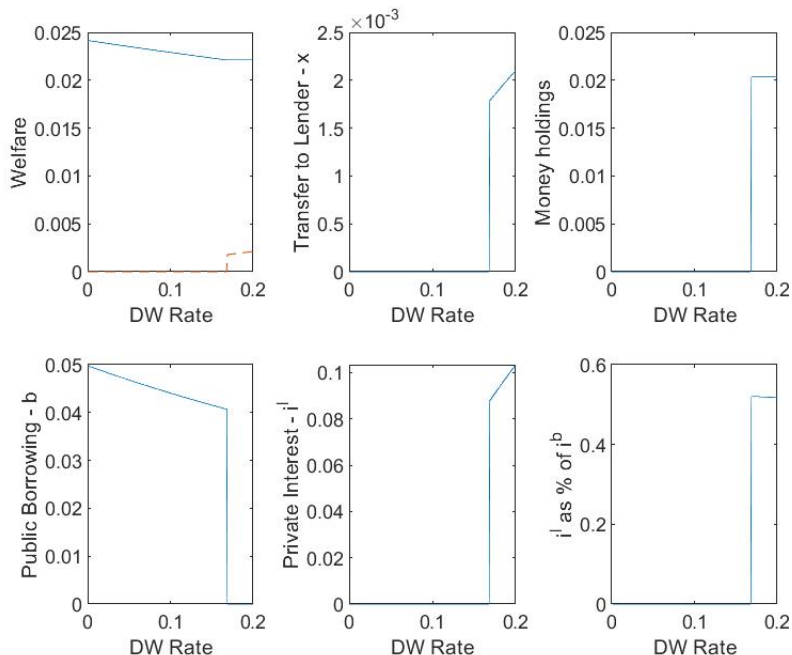 0.025
0.02
0.015
0.01
0.005
0
Welfare
0 0.1 0.2
DW Rate
×10⁻³
2.5
2
1.5
1
0.5
0
Transfer to Lender - x
0 0.1 0.2
DW Rate
0.025
0.02
0.015
0.01
0.005
0
Money holdings
0 0.1 0.2
DW Rate
0.05
0.04
0.03
0.02
0.01
0
Public Borrowing - b
0 0.1 0.2
DW Rate
0.1
0.08
0.06
0.04
0.02
0
Private Interest - iˡ
0 0.1 0.2
DW Rate
0.6
0.4
0.2
0
iˡ as % of iᵇ
0 0.1 0.2
DW Rate